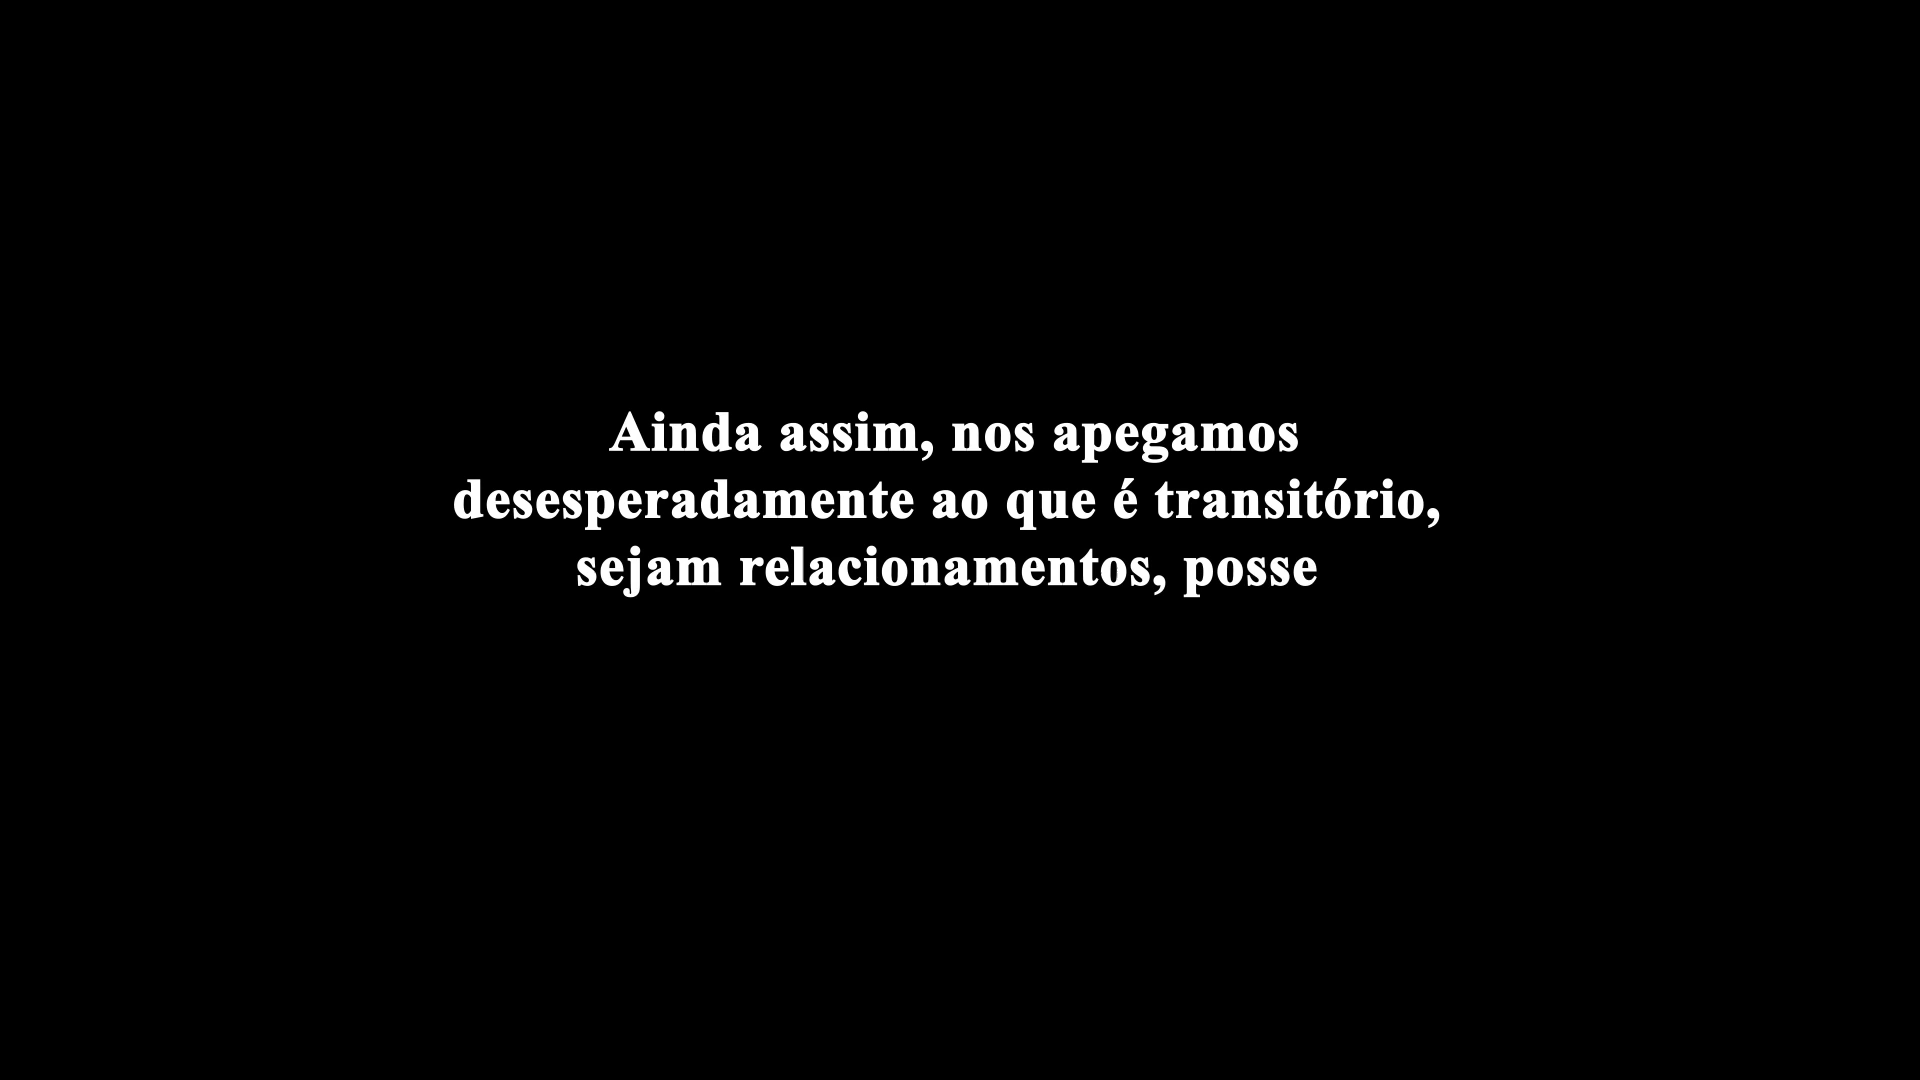 Ainda assim, nos apegamos
desesperadamente ao que é transitório,
sejam relacionamentos, posse